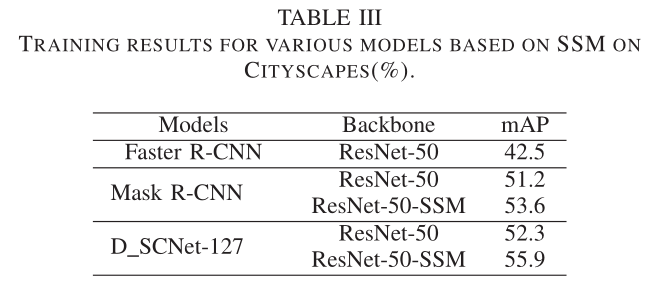 TABLE III
TRAINING RESULTS FOR VARIOUS MODELS BASED ON SSM ON
CITYSCAPES(%).
Models Backbone mAP
Faster R-CNN ResNet-50 42.5
Mask R-CNN ResNet-50 51.2
ResNet-50-SSM 53.6
D_SCNet-127 ResNet-50 52.3
ResNet-50-SSM 55.9